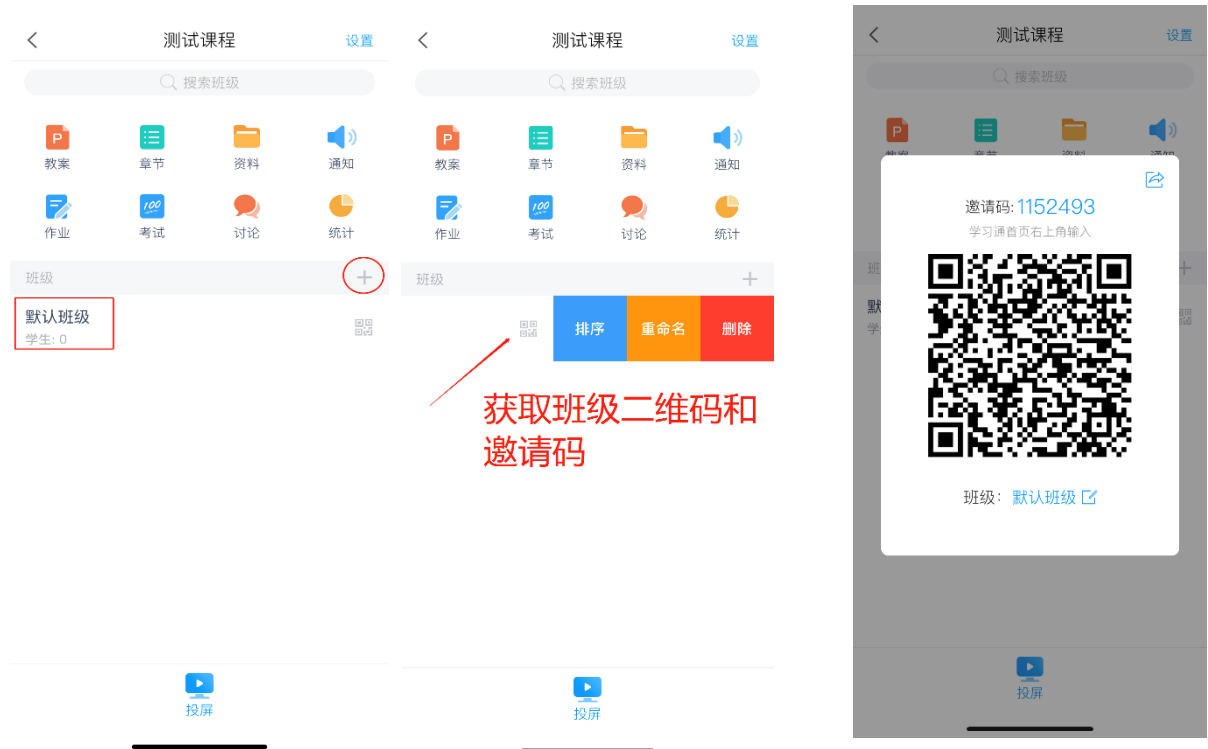 测试课程
设置
搜索班级
教案
章节
资料
通知
作业
考试
讨论
统计
班级
默认班级
学生: 0
投屏
测试课程
设置
搜索班级
教案
章节
资料
通知
作业
考试
讨论
统计
班级
排序
重命名
删除
获取班级二维码和
邀请码
投屏
测试课程
设置
搜索班级
邀请码: 1152493
学习通首页右上角输入
班级： 默认班级
投屏